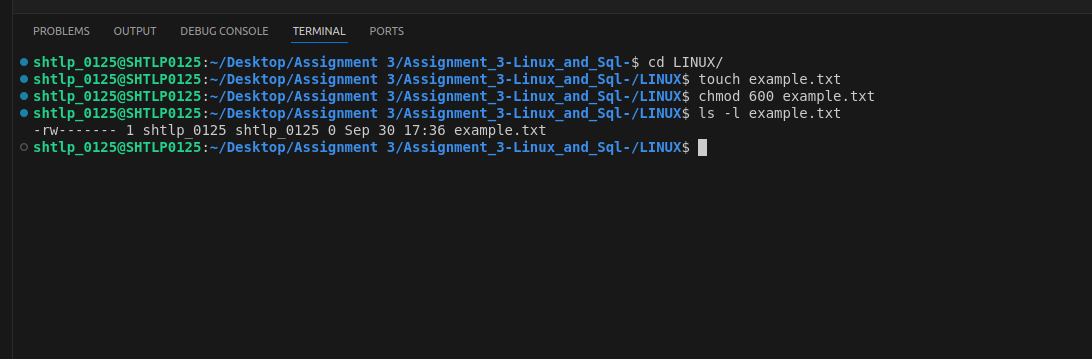 PROBLEMS OUTPUT DEBUG CONSOLE TERMINAL PORTS
shtlp_0125@SHTLP0125:~/Desktop/Assignment 3/Assignment_3-Linux_and_Sql-$ cd LINUX/
shtlp_0125@SHTLP0125:~/Desktop/Assignment 3/Assignment_3-Linux_and_Sql-/LINUX$ touch example.txt
shtlp_0125@SHTLP0125:~/Desktop/Assignment 3/Assignment_3-Linux_and_Sql-/LINUX$ chmod 600 example.txt
shtlp_0125@SHTLP0125:~/Desktop/Assignment 3/Assignment_3-Linux_and_Sql-/LINUX$ ls -l example.txt
-rw------- 1 shtlp_0125 shtlp_0125 0 Sep 30 17:36 example.txt
shtlp_0125@SHTLP0125:~/Desktop/Assignment 3/Assignment_3-Linux_and_Sql-/LINUX$